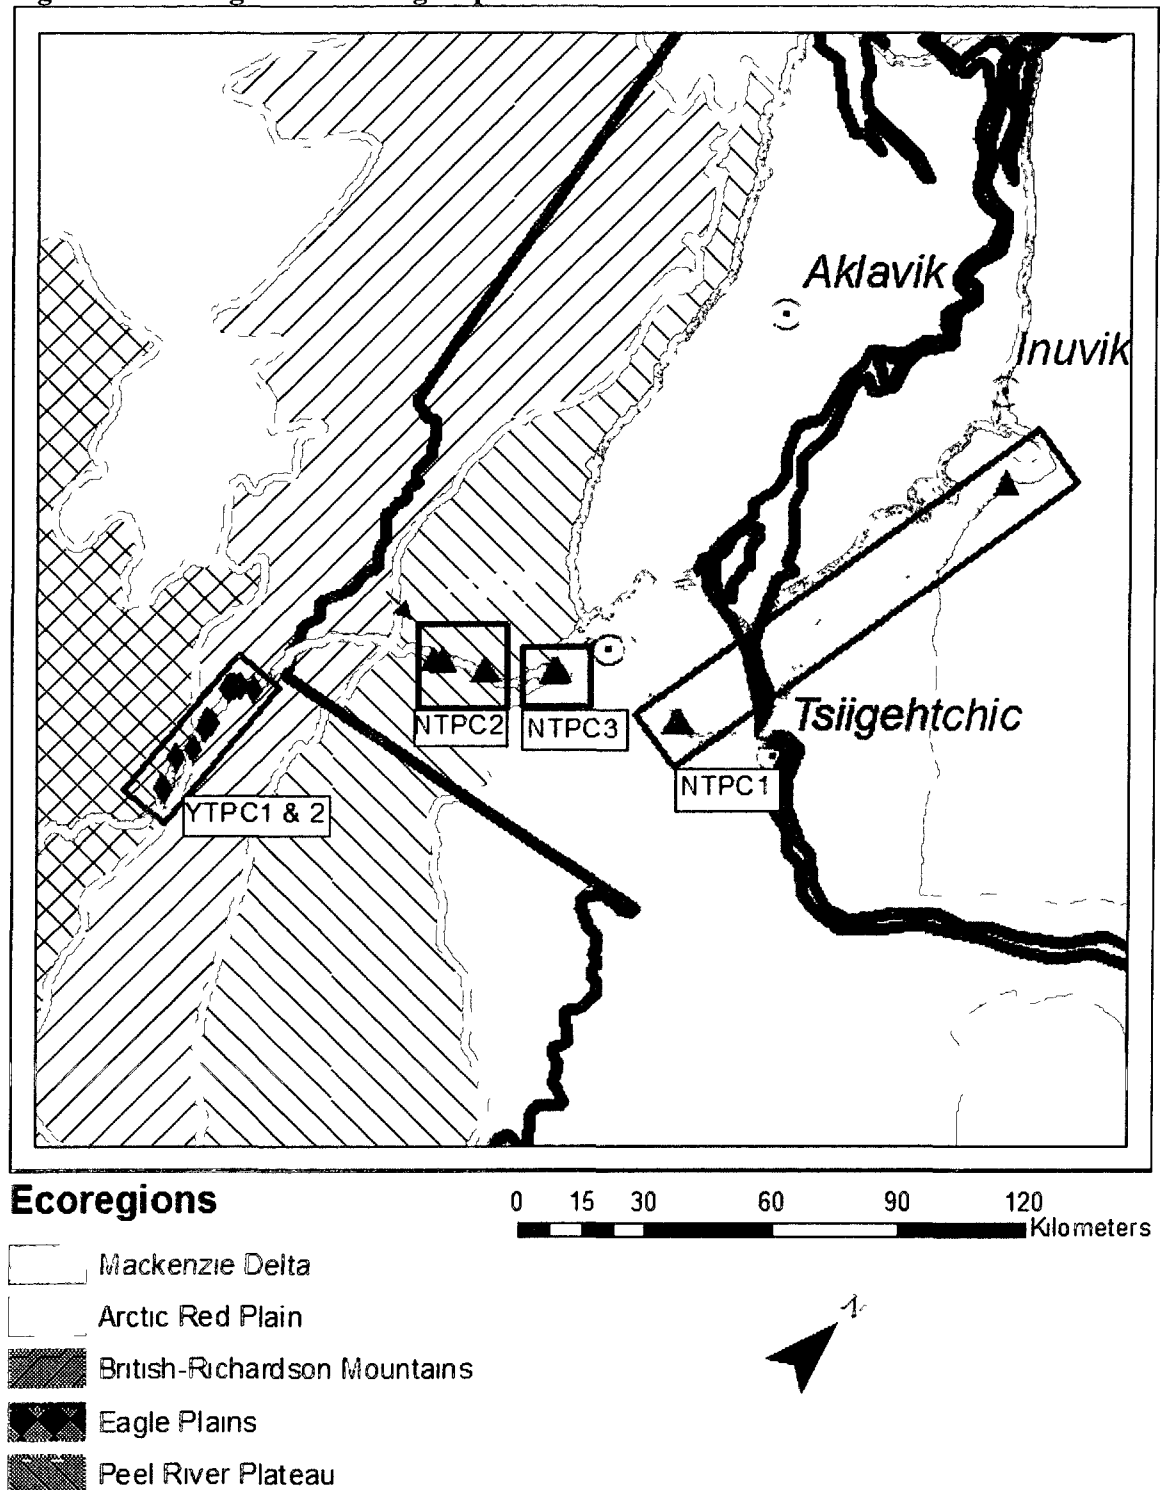 Aklavik
Inuvik
Tsiigehtchic
NTPC2
NTPC3
NTPC1
YTPC1 & 2
Ecoregions
0 15 30 60 90 120
Kilometers
Mackenzie Delta
Arctic Red Plain
British-Richardson Mountains
Eagle Plains
Peel River Plateau
N